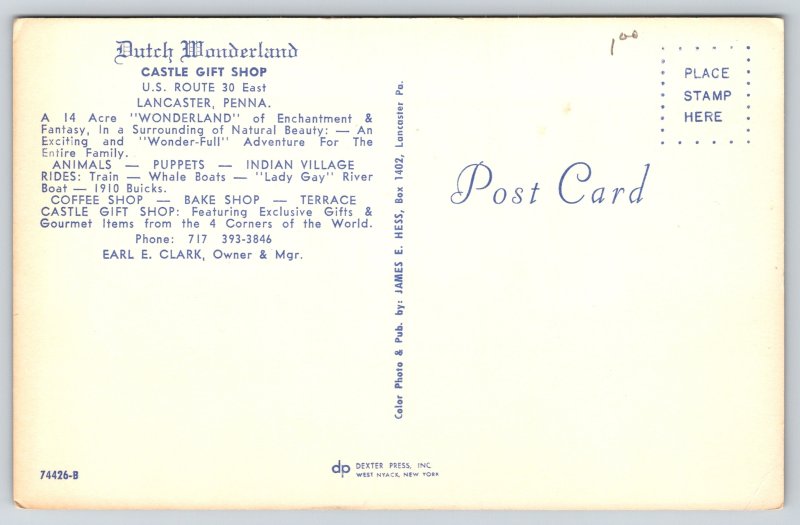 Dutch Wonderland
CASTLE GIFT SHOP
U.S. ROUTE 30 East
LANCASTER, PENNA.
A 14 Acre "WONDERLAND" of Enchantment &
Fantasy, In a Surrounding of Natural Beauty: — An
Exciting and "Wonder-Full" Adventure For The
Entire Family.
ANIMALS — PUPPETS — INDIAN VILLAGE
RIDES: Train — Whale Boats — "Lady Gay" River
Boat — 1910 Buicks.
COFFEE SHOP — BAKE SHOP — TERRACE
CASTLE GIFT SHOP: Featuring Exclusive Gifts &
Gourmet Items from the 4 Corners of the World.
Phone: 717 393-3846
EARL E. CLARK, Owner & Mgr.
74426-B
Color Photo & Pub. by: JAMES E. HESS, Box 1402, Lancaster Pa.
dp DEXTER PRESS, INC
WEST NYACK, NEW YORK
1.00
PLACE
STAMP
HERE
Post Card